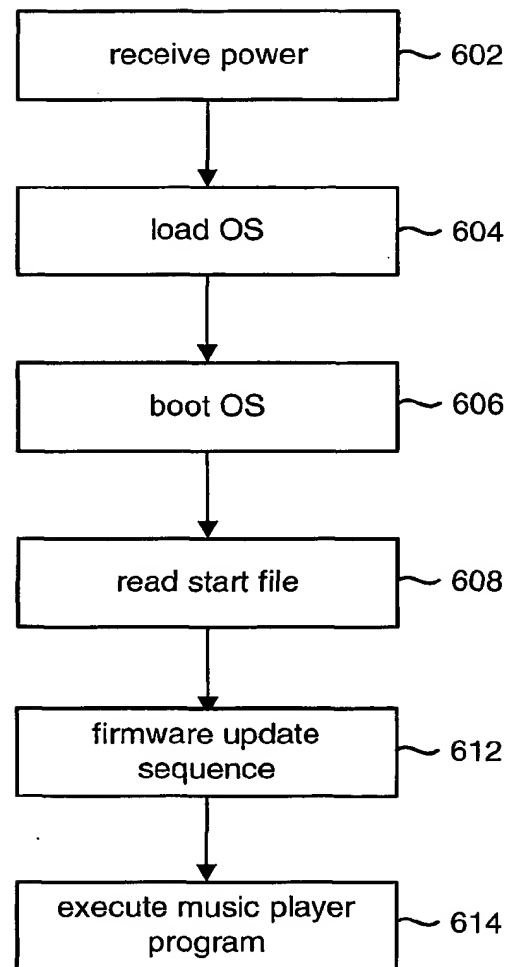 receive power
602
load OS
604
boot OS
606
read start file
608
firmware update
sequence
612
execute music player
program
614